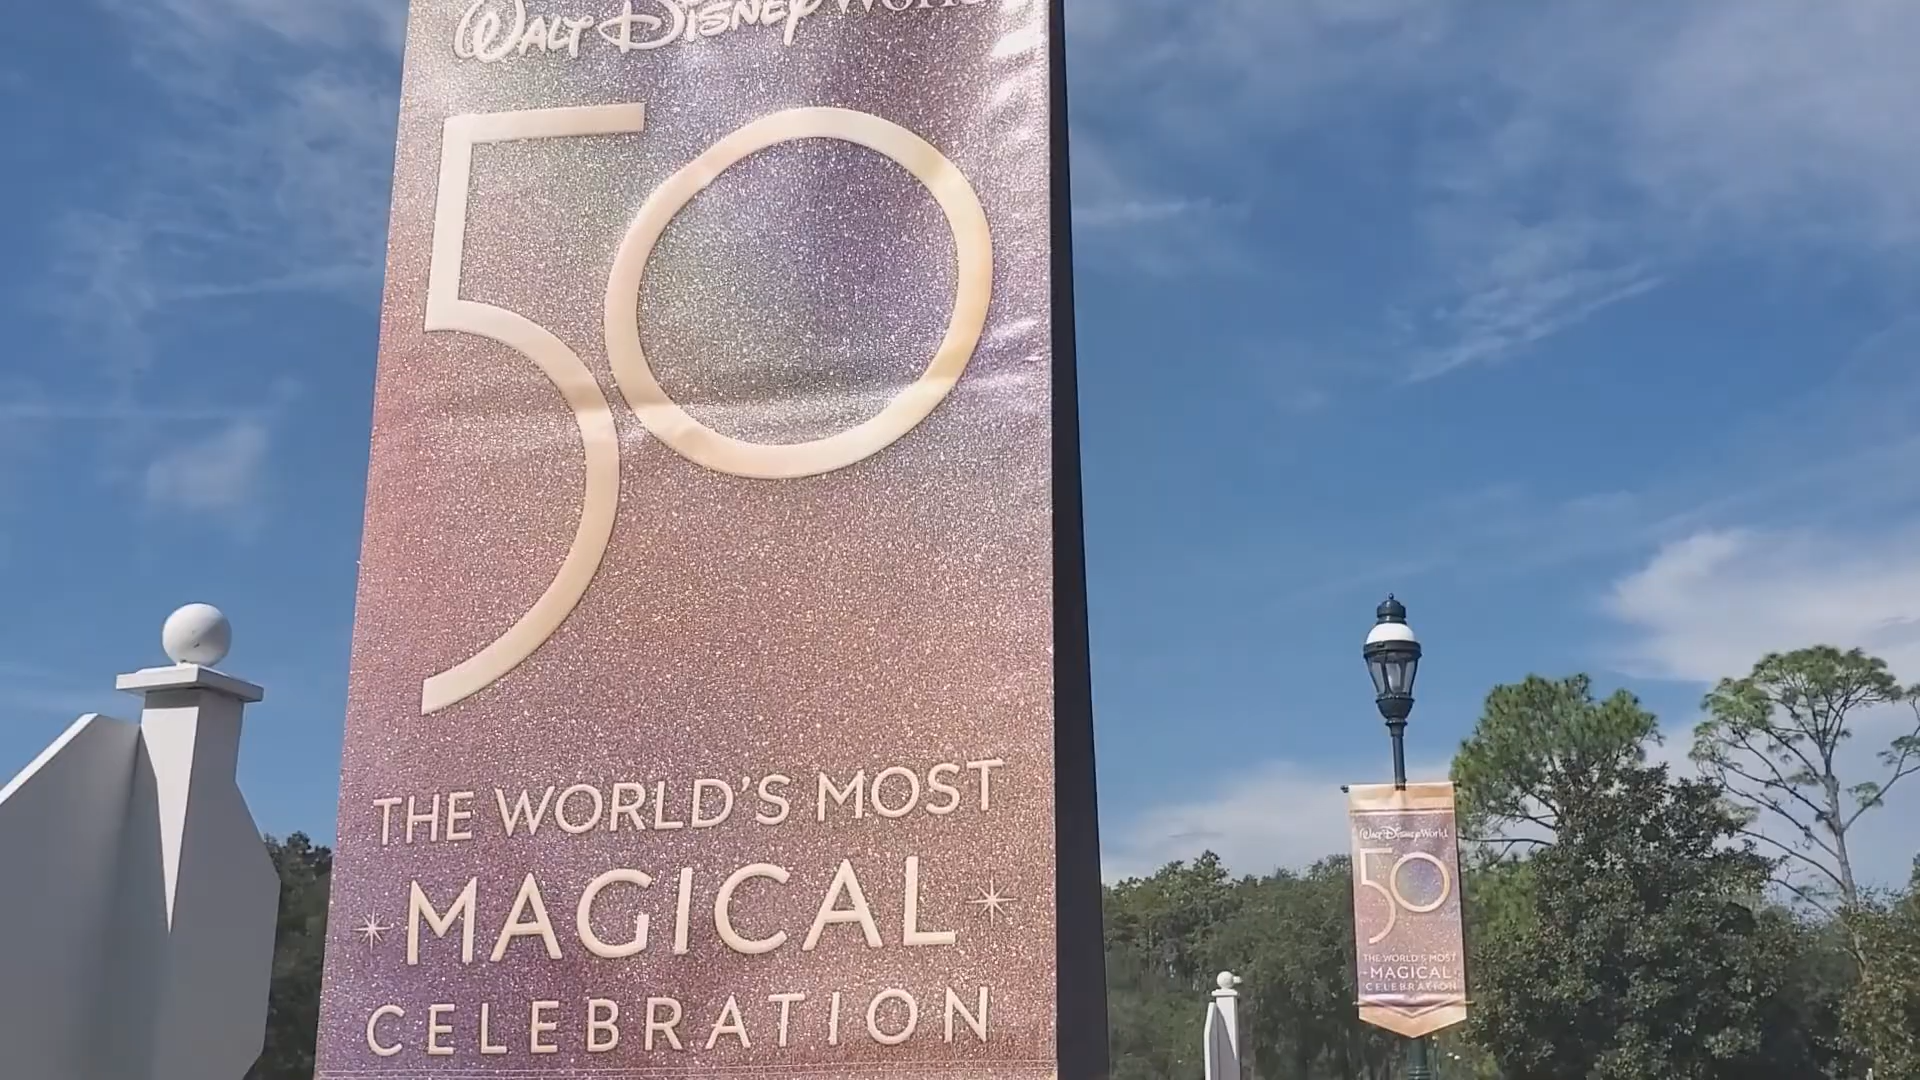 Walt Disney World
50
THE WORLD'S MOST
MAGICAL
CELEBRATION
Walt Disney World
50
THE WORLD'S MOST
MAGICAL
CELEBRATION